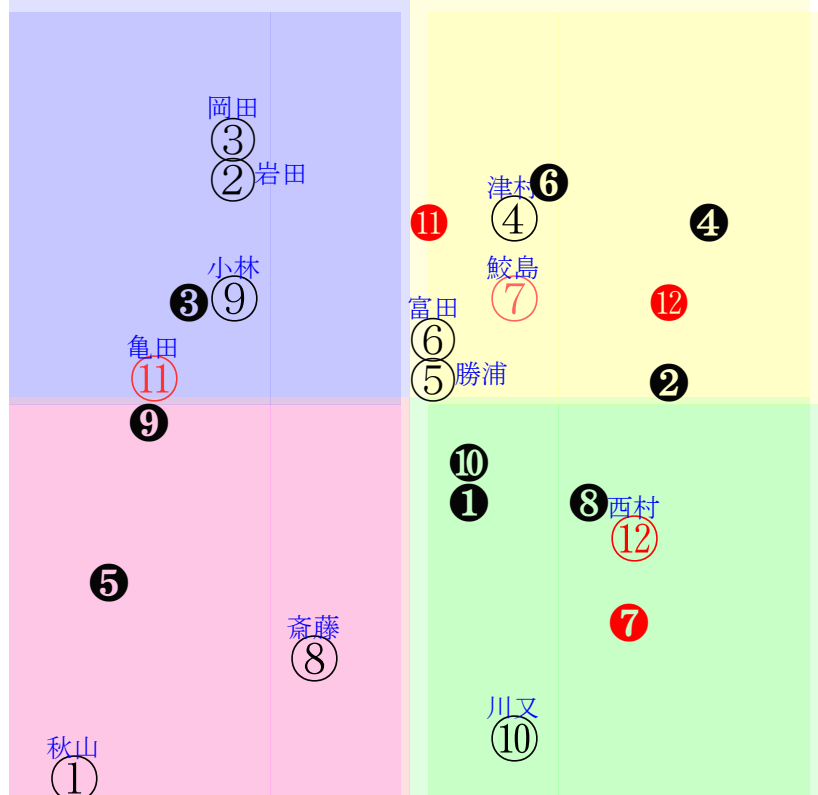 岡田
③
②岩田
津村❻
⓫
④
❹
小林
❸⑨
鮫島
⑦
⓬
富田
⑥
亀田
⑪
⑤勝浦
❷
❾
❿
❶
❽西村
⑫
❺
斎藤
⑧
❼
川又
⑩
秋山
①